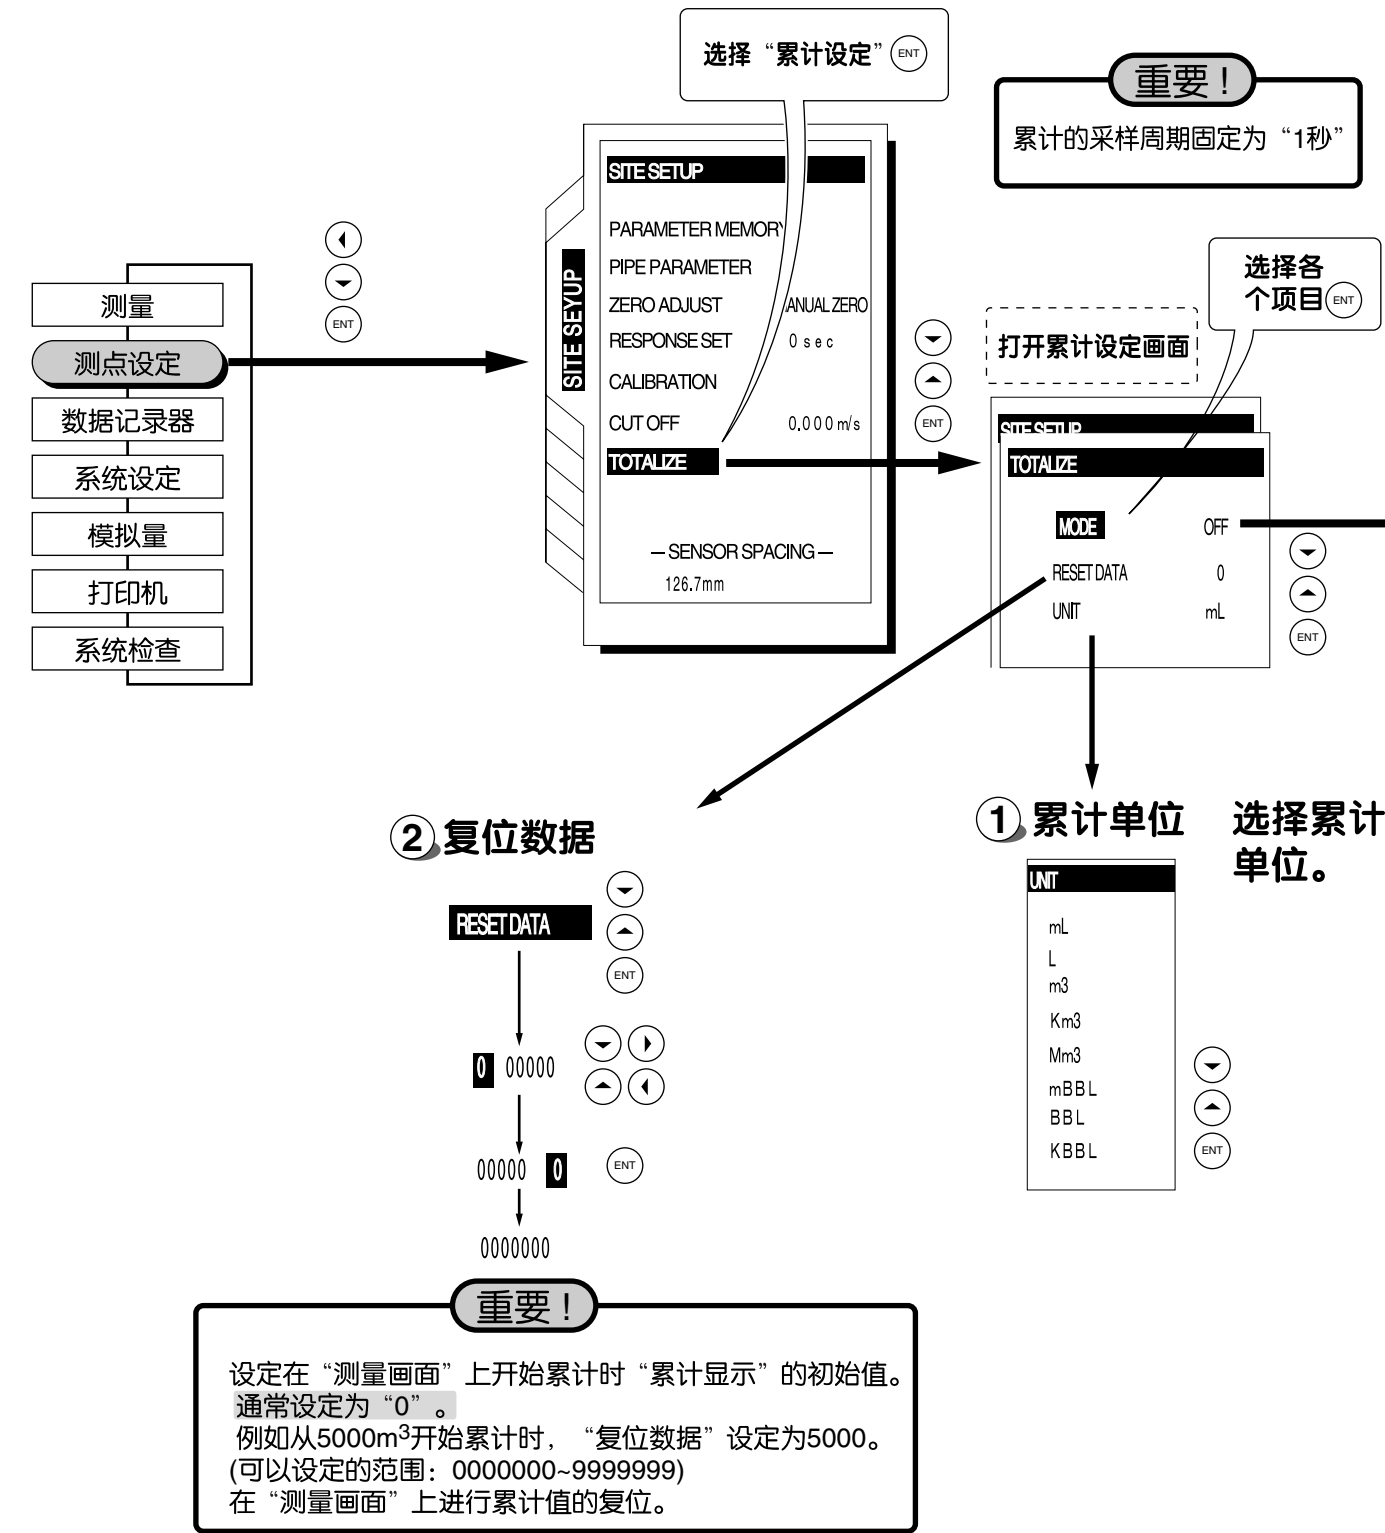 选择“累计设定” ENT
重要！
累计的采样周期固定为“1秒”
ENT
测量
测点设定
数据记录器
系统设定
模拟量
打印机
系统检查
SITE SEYUP
SITE SETUP
PARAMETER MEMORY
PIPE PARAMETER
ZERO ADJUST ANUAL ZERO
RESPONSE SET 0 sec
CALIBRATION
CUT OFF 0.000 m/s
TOTALIZE
— SENSOR SPACING —
126.7mm
ENT
选择各
个项目 ENT
打开累计设定画面
SITE SETUP
TOTALIZE
MODE OFF
RESET DATA 0
UNIT mL
ENT
① 累计单位
选择累计
单位。
UNIT
mL
L
m3
Km3
Mm3
mBBL
BBL
KBBL
ENT
② 复位数据
RESET DATA
ENT
0 00000
00000 0
ENT
0000000
重要！
设定在“测量画面”上开始累计时“累计显示”的初始值。
通常设定为“0”。
例如从5000m³开始累计时，“复位数据”设定为5000。
(可以设定的范围：0000000~9999999)
在“测量画面”上进行累计值的复位。